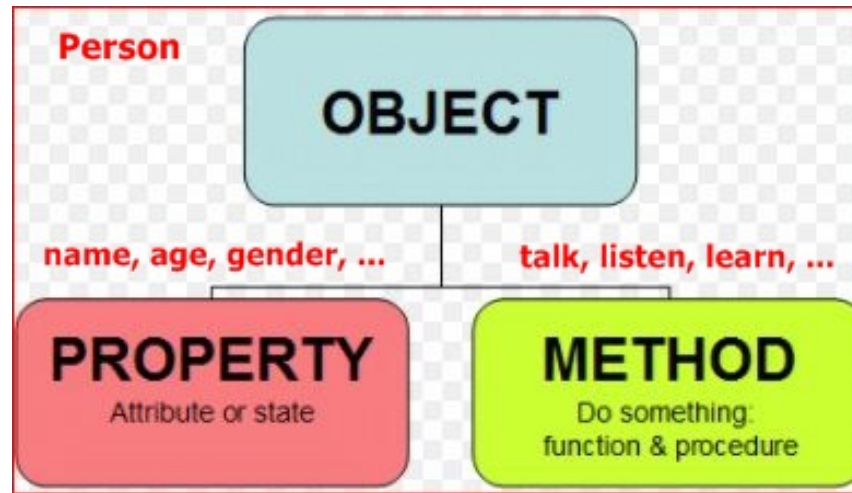 Person
OBJECT
name, age, gender, ...
talk, listen, learn, ...
PROPERTY
Attribute or state
METHOD
Do something:
function & procedure